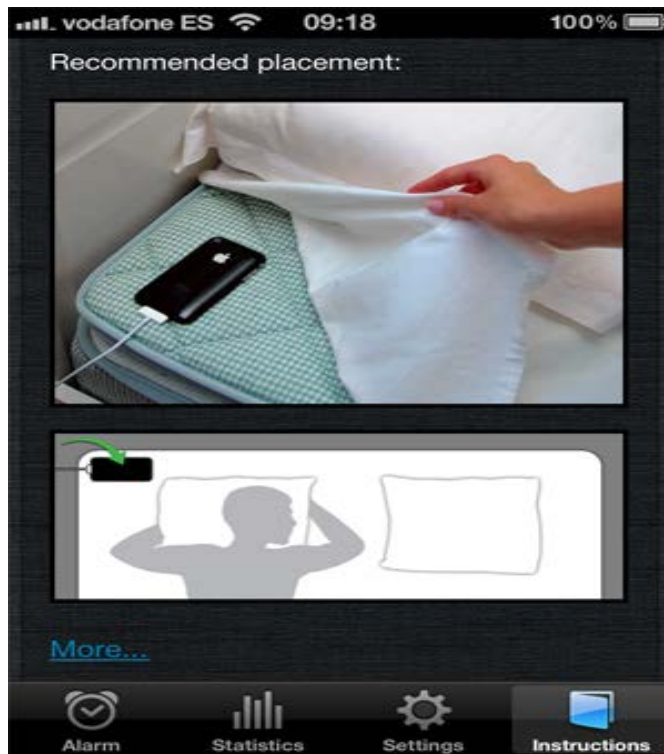 vodafone ES 09:18 100%
Recommended placement:
More...
Alarm Statistics Settings Instructions